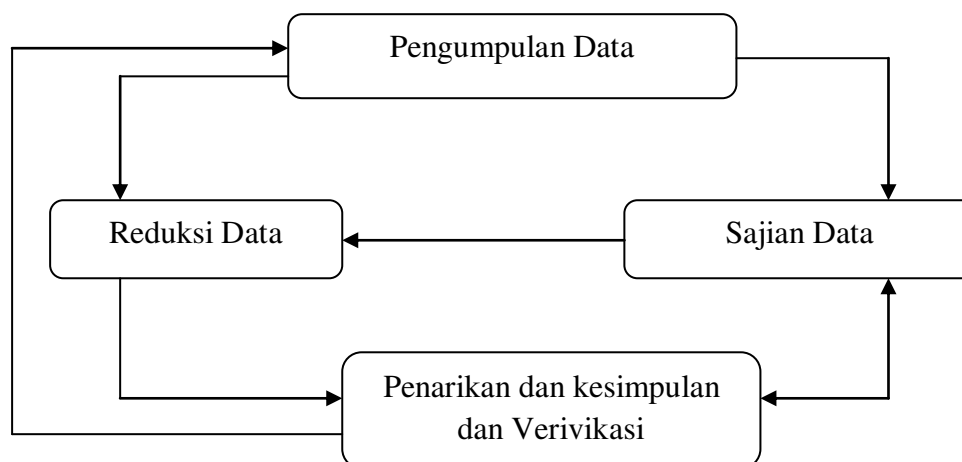 Pengumpulan Data
Reduksi Data
Sajian Data
Penarikan dan kesimpulan
dan Verivikasi